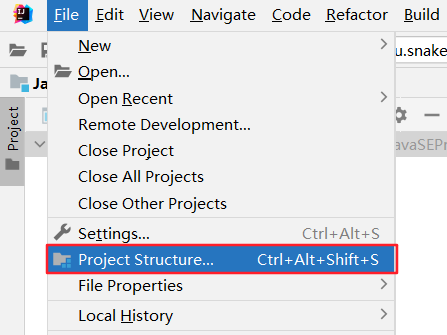 File Edit View Navigate Code Refactor Build
New
u.snake
Open...
Ja
Open Recent
Remote Development...
Project
Close Project
JavaSEPr
Close All Projects
Close Other Projects
Settings... Ctrl+Alt+S
Project Structure... Ctrl+Alt+Shift+S
File Properties
Local History